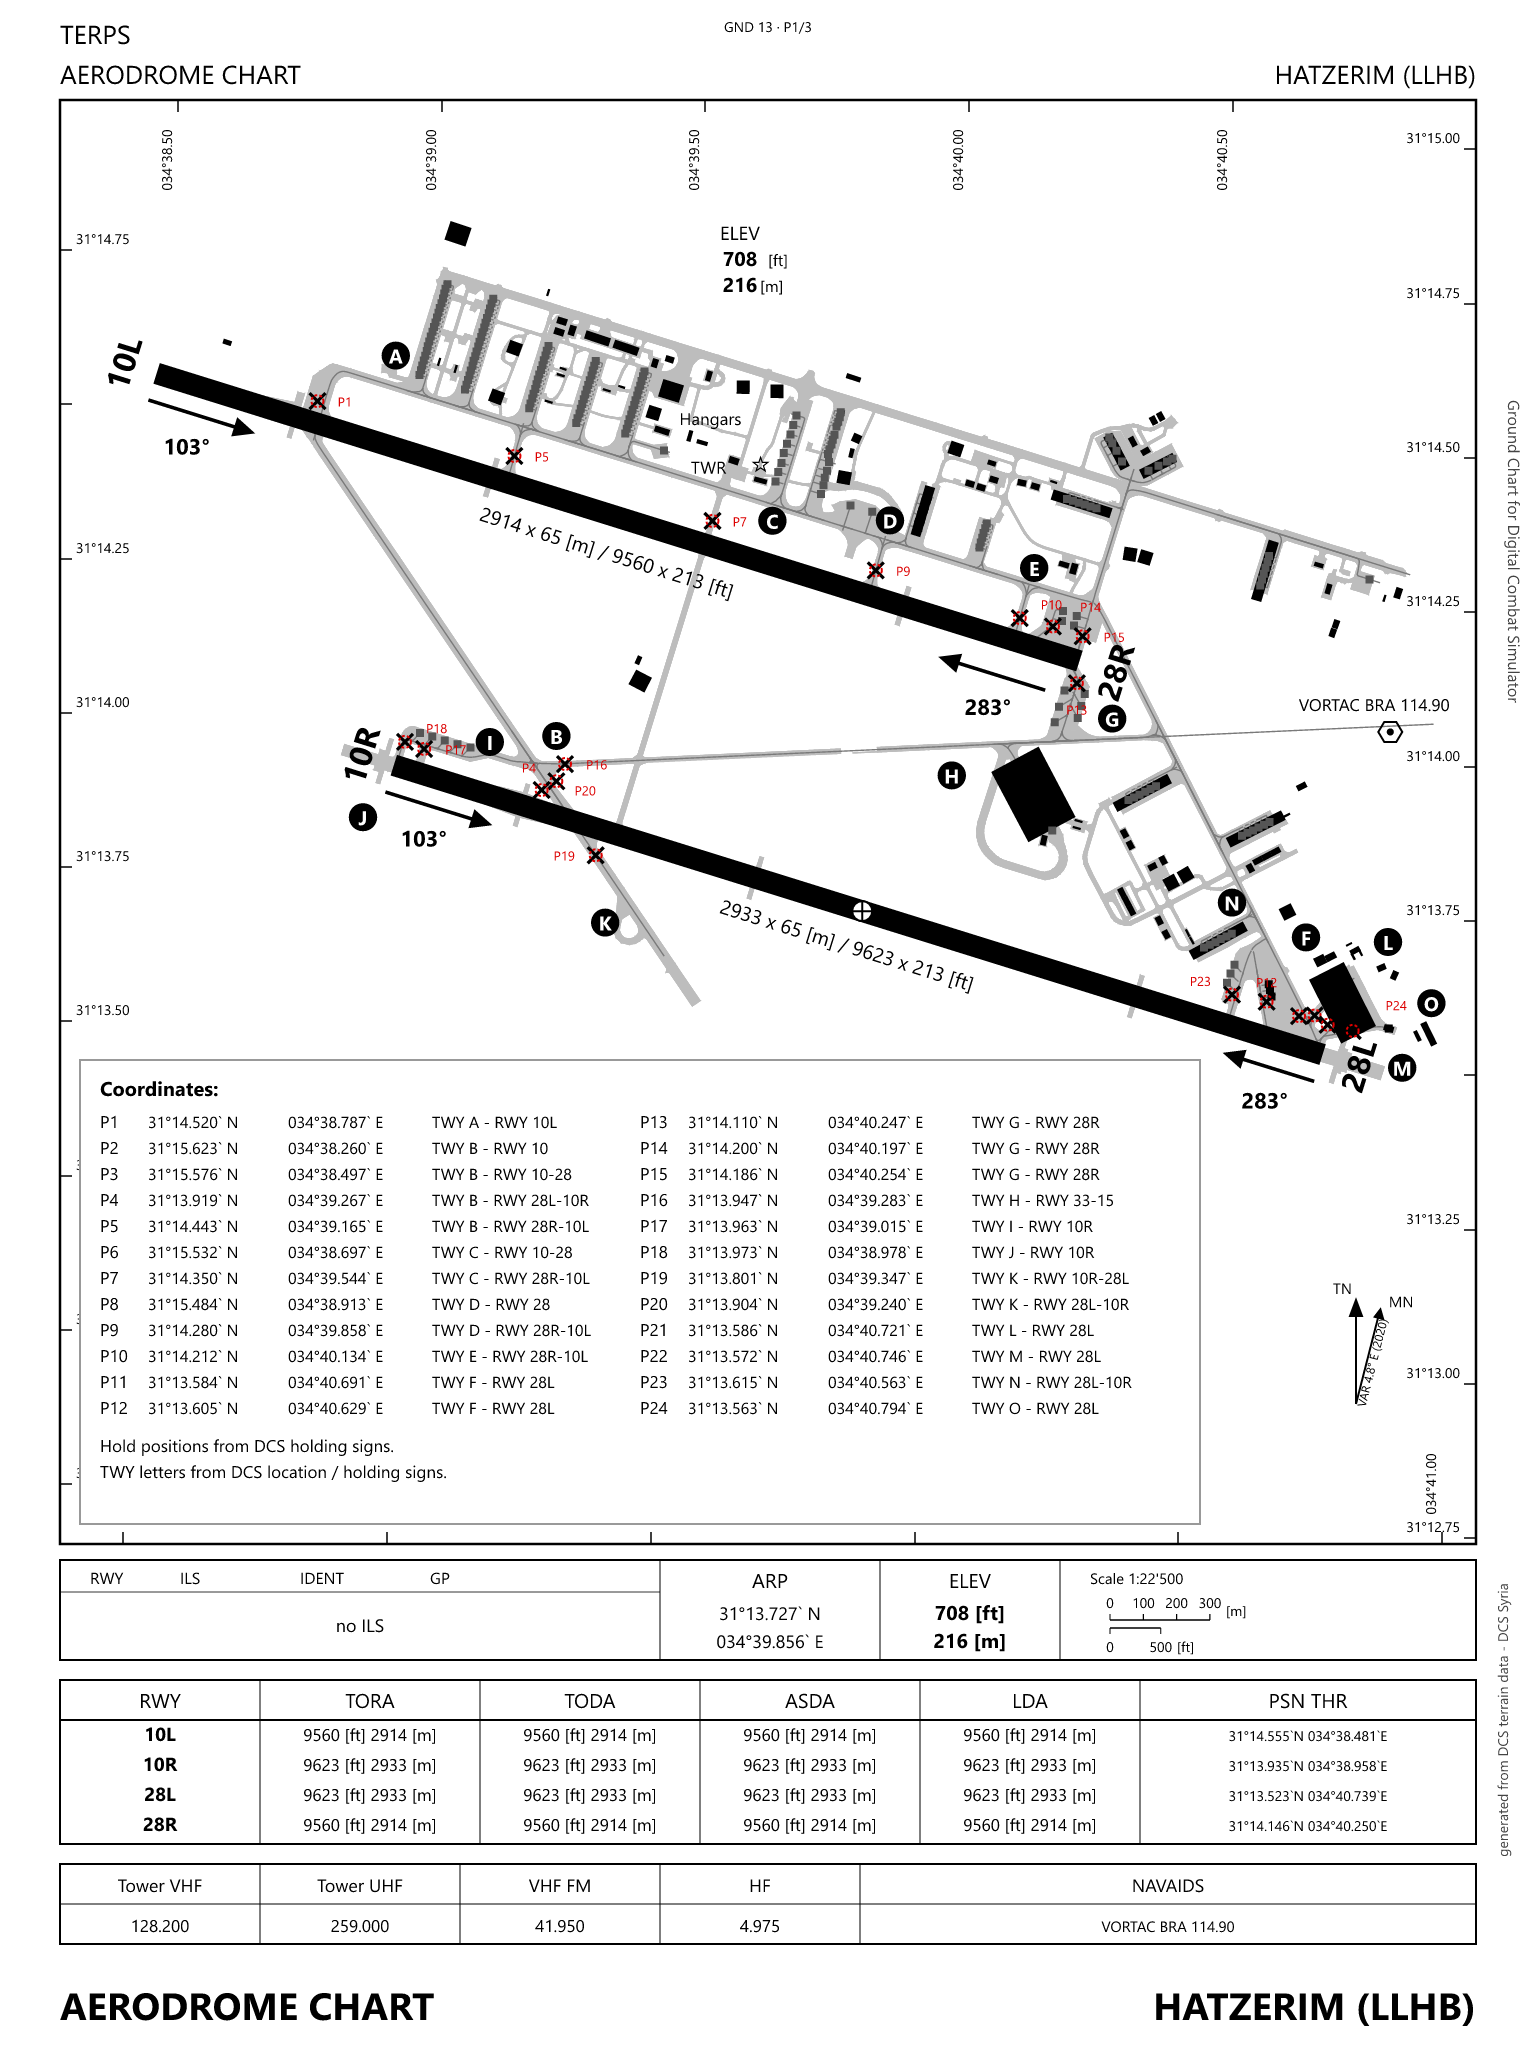 GND 13 · P1/3
TERPS
AERODROME CHART
HATZERIM (LLHB)
034°38.50
034°39.00
034°39.50
034°40.00
034°40.50
31°15.00
31°14.75
ELEV
708 [ft]
216 [m]
31°14.75
10L
A
P1
103°
Hangars
TWR
31°14.50
P5
P7
C
D
2914 x 65 [m] / 9560 x 213 [ft]
31°14.25
P9
E
31°14.25
P10
P14
P15
28R
283°
31°14.00
P13
G
VORTAC BRA 114.90
P18
P17
I
B
10R
P4
P16
P20
H
31°14.00
J
103°
31°13.75
P19
K
2933 x 65 [m] / 9623 x 213 [ft]
N
31°13.75
F
L
P23
P12
P24
O
31°13.50
28L
M
283°
Coordinates:
P1 31°14.520` N 034°38.787` E TWY A - RWY 10L
P2 31°15.623` N 034°38.260` E TWY B - RWY 10
P3 31°15.576` N 034°38.497` E TWY B - RWY 10-28
P4 31°13.919` N 034°39.267` E TWY B - RWY 28L-10R
P5 31°14.443` N 034°39.165` E TWY B - RWY 28R-10L
P6 31°15.532` N 034°38.697` E TWY C - RWY 10-28
P7 31°14.350` N 034°39.544` E TWY C - RWY 28R-10L
P8 31°15.484` N 034°38.913` E TWY D - RWY 28
P9 31°14.280` N 034°39.858` E TWY D - RWY 28R-10L
P10 31°14.212` N 034°40.134` E TWY E - RWY 28R-10L
P11 31°13.584` N 034°40.691` E TWY F - RWY 28L
P12 31°13.605` N 034°40.629` E TWY F - RWY 28L
P13 31°14.110` N 034°40.247` E TWY G - RWY 28R
P14 31°14.200` N 034°40.197` E TWY G - RWY 28R
P15 31°14.186` N 034°40.254` E TWY G - RWY 28R
P16 31°13.947` N 034°39.283` E TWY H - RWY 33-15
P17 31°13.963` N 034°39.015` E TWY I - RWY 10R
P18 31°13.973` N 034°38.978` E TWY J - RWY 10R
P19 31°13.801` N 034°39.347` E TWY K - RWY 10R-28L
P20 31°13.904` N 034°39.240` E TWY K - RWY 28L-10R
P21 31°13.586` N 034°40.721` E TWY L - RWY 28L
P22 31°13.572` N 034°40.746` E TWY M - RWY 28L
P23 31°13.615` N 034°40.563` E TWY N - RWY 28L-10R
P24 31°13.563` N 034°40.794` E TWY O - RWY 28L
Hold positions from DCS holding signs.
TWY letters from DCS location / holding signs.
31°13.25
TN
MN
VAR 4.8° E (2020)
31°13.00
034°41.00
31°12.75
Ground Chart for Digital Combat Simulator
RWY ILS IDENT GP
no ILS
ARP
31°13.727` N
034°39.856` E
ELEV
708 [ft]
216 [m]
Scale 1:22'500
0 100 200 300 [m]
0 500 [ft]
RWY TORA TODA ASDA LDA PSN THR
10L 9560 [ft] 2914 [m] 9560 [ft] 2914 [m] 9560 [ft] 2914 [m] 9560 [ft] 2914 [m] 31°14.555`N 034°38.481`E
10R 9623 [ft] 2933 [m] 9623 [ft] 2933 [m] 9623 [ft] 2933 [m] 9623 [ft] 2933 [m] 31°13.935`N 034°38.958`E
28L 9623 [ft] 2933 [m] 9623 [ft] 2933 [m] 9623 [ft] 2933 [m] 9623 [ft] 2933 [m] 31°13.523`N 034°40.739`E
28R 9560 [ft] 2914 [m] 9560 [ft] 2914 [m] 9560 [ft] 2914 [m] 9560 [ft] 2914 [m] 31°14.146`N 034°40.250`E
generated from DCS terrain data - DCS Syria
Tower VHF Tower UHF VHF FM HF NAVAIDS
128.200 259.000 41.950 4.975 VORTAC BRA 114.90
AERODROME CHART
HATZERIM (LLHB)